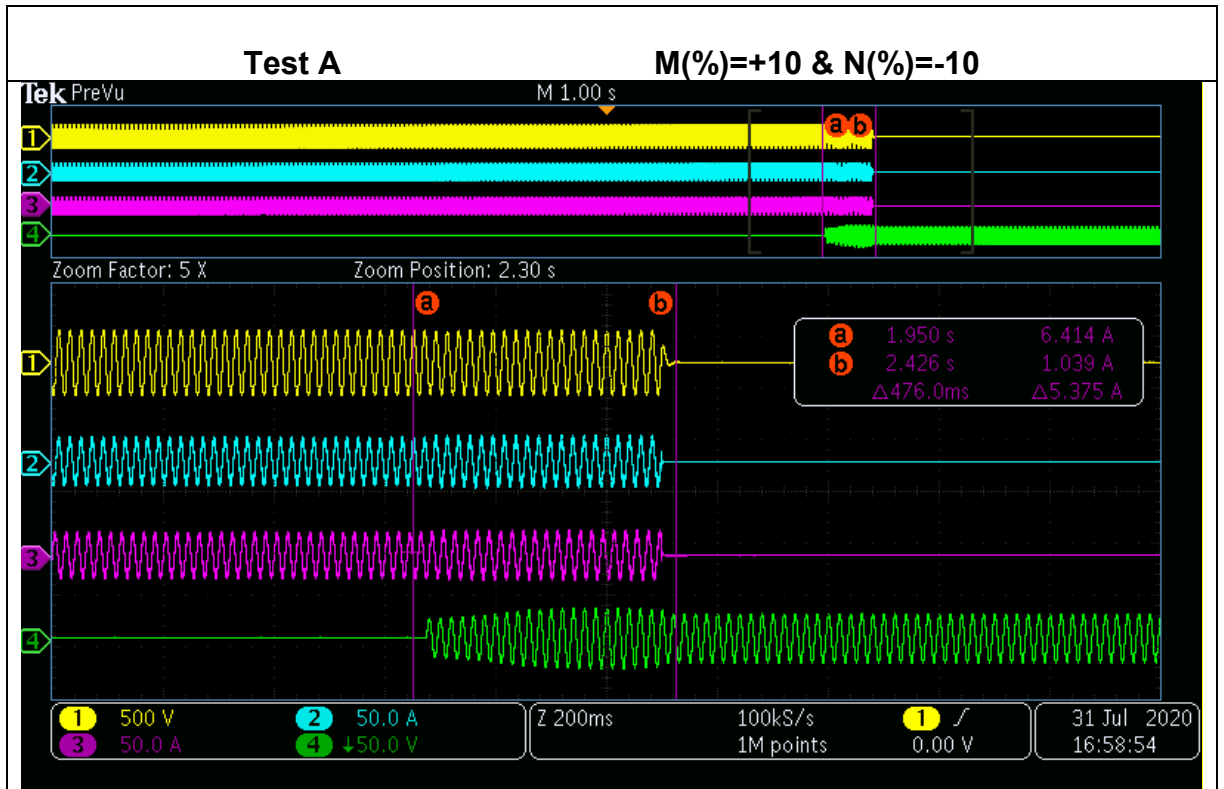 Test A M(%)=+10 & N(%)=-10
Tek PreVu M 1.00 s
a b
1
2
3
4
Zoom Factor: 5 X Zoom Position: 2.30 s
a b
a 1.950 s 6.414 A
b 2.426 s 1.039 A
△476.0ms △5.375 A
1
2
3
4
1 500 V 2 50.0 A Z 200ms 100kS/s 1 31 Jul 2020
3 50.0 A 4 ↓50.0 V 1M points 0.00 V 16:58:54